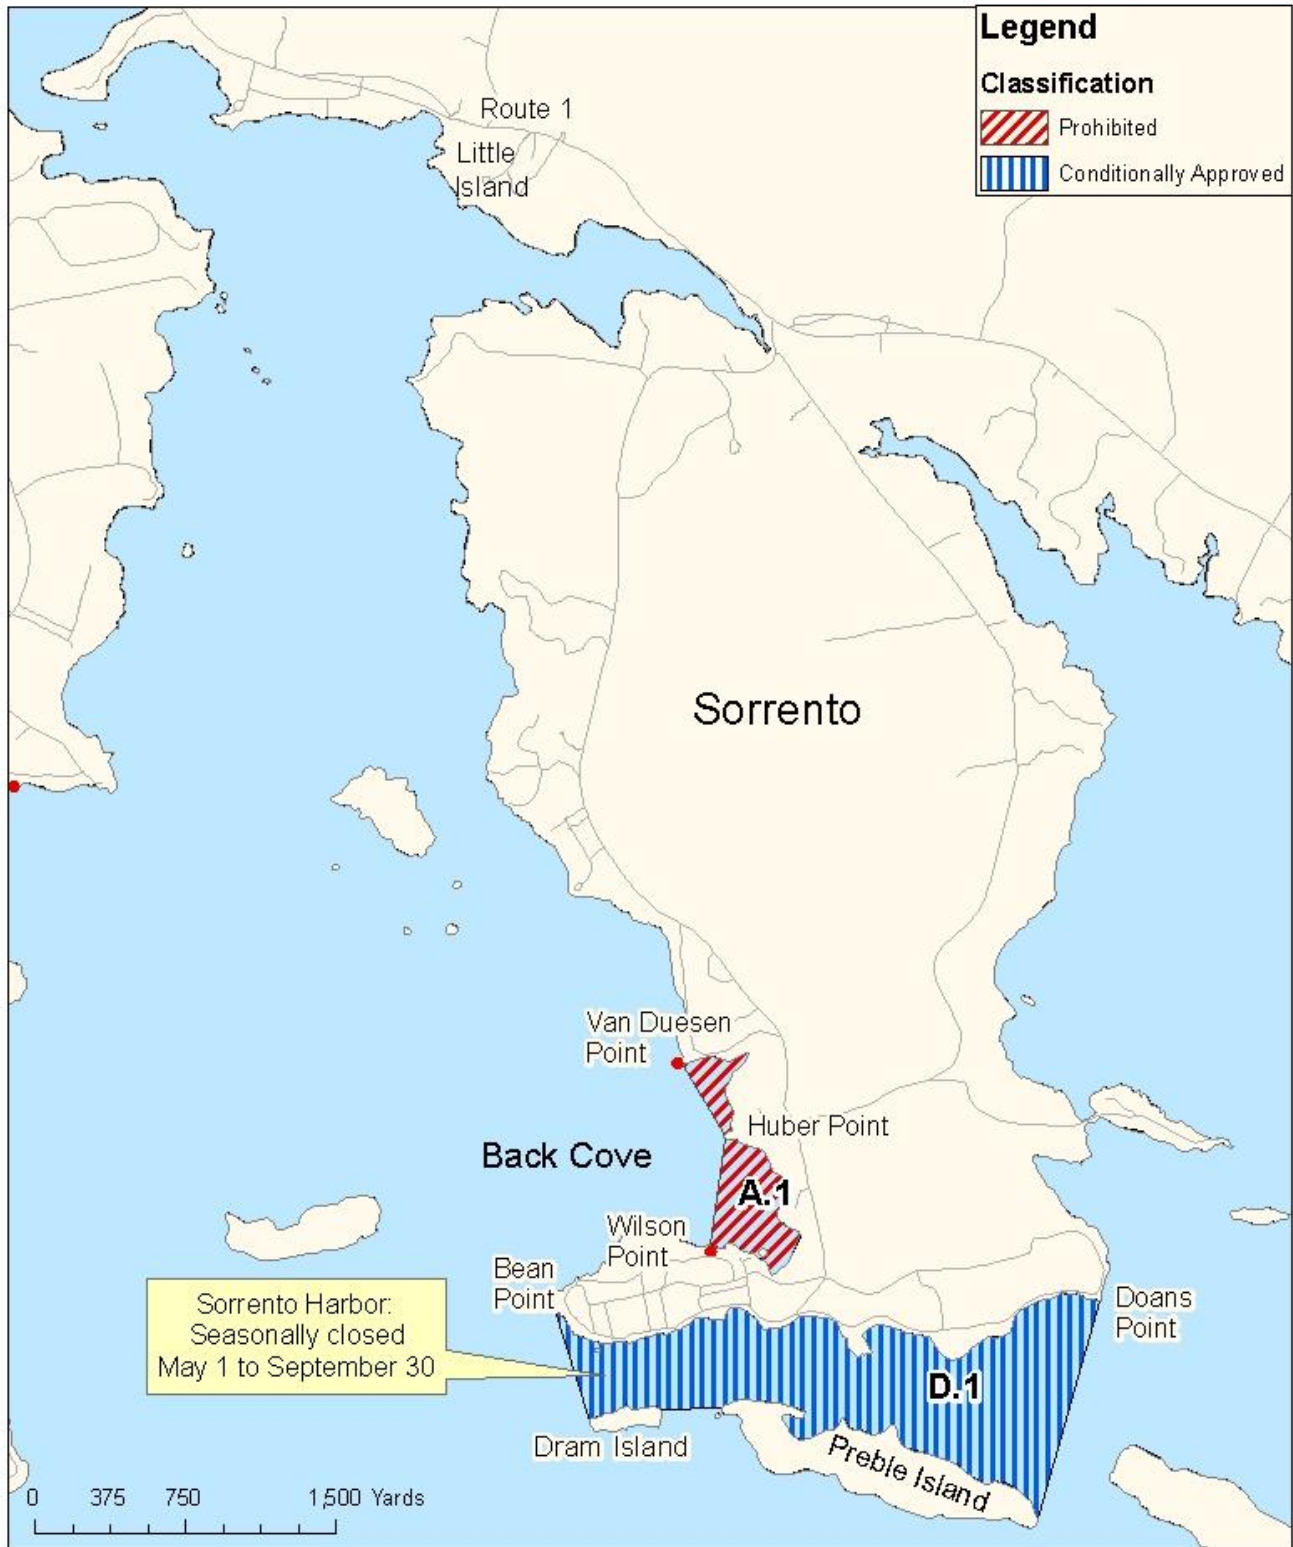 Legend
Classification
Prohibited
Conditionally Approved
Route 1
Little
Island
Sorrento
Van Duesen
Point
Huber Point
Back Cove
A.1
Wilson
Point
Bean
Point
Sorrento Harbor:
Seasonally closed
May 1 to September 30
Doans
Point
D.1
Dram Island
Preble Island
0 375 750 1,500 Yards